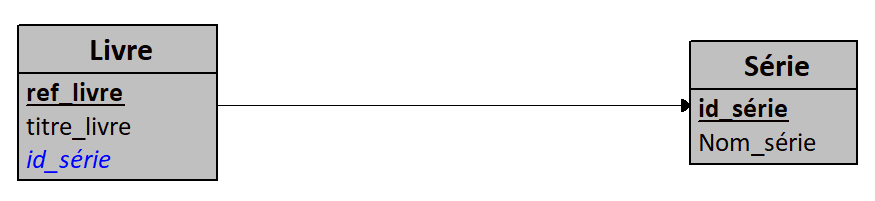 Livre
ref_livre
titre_livre
id_série
Série
id_série
Nom_série